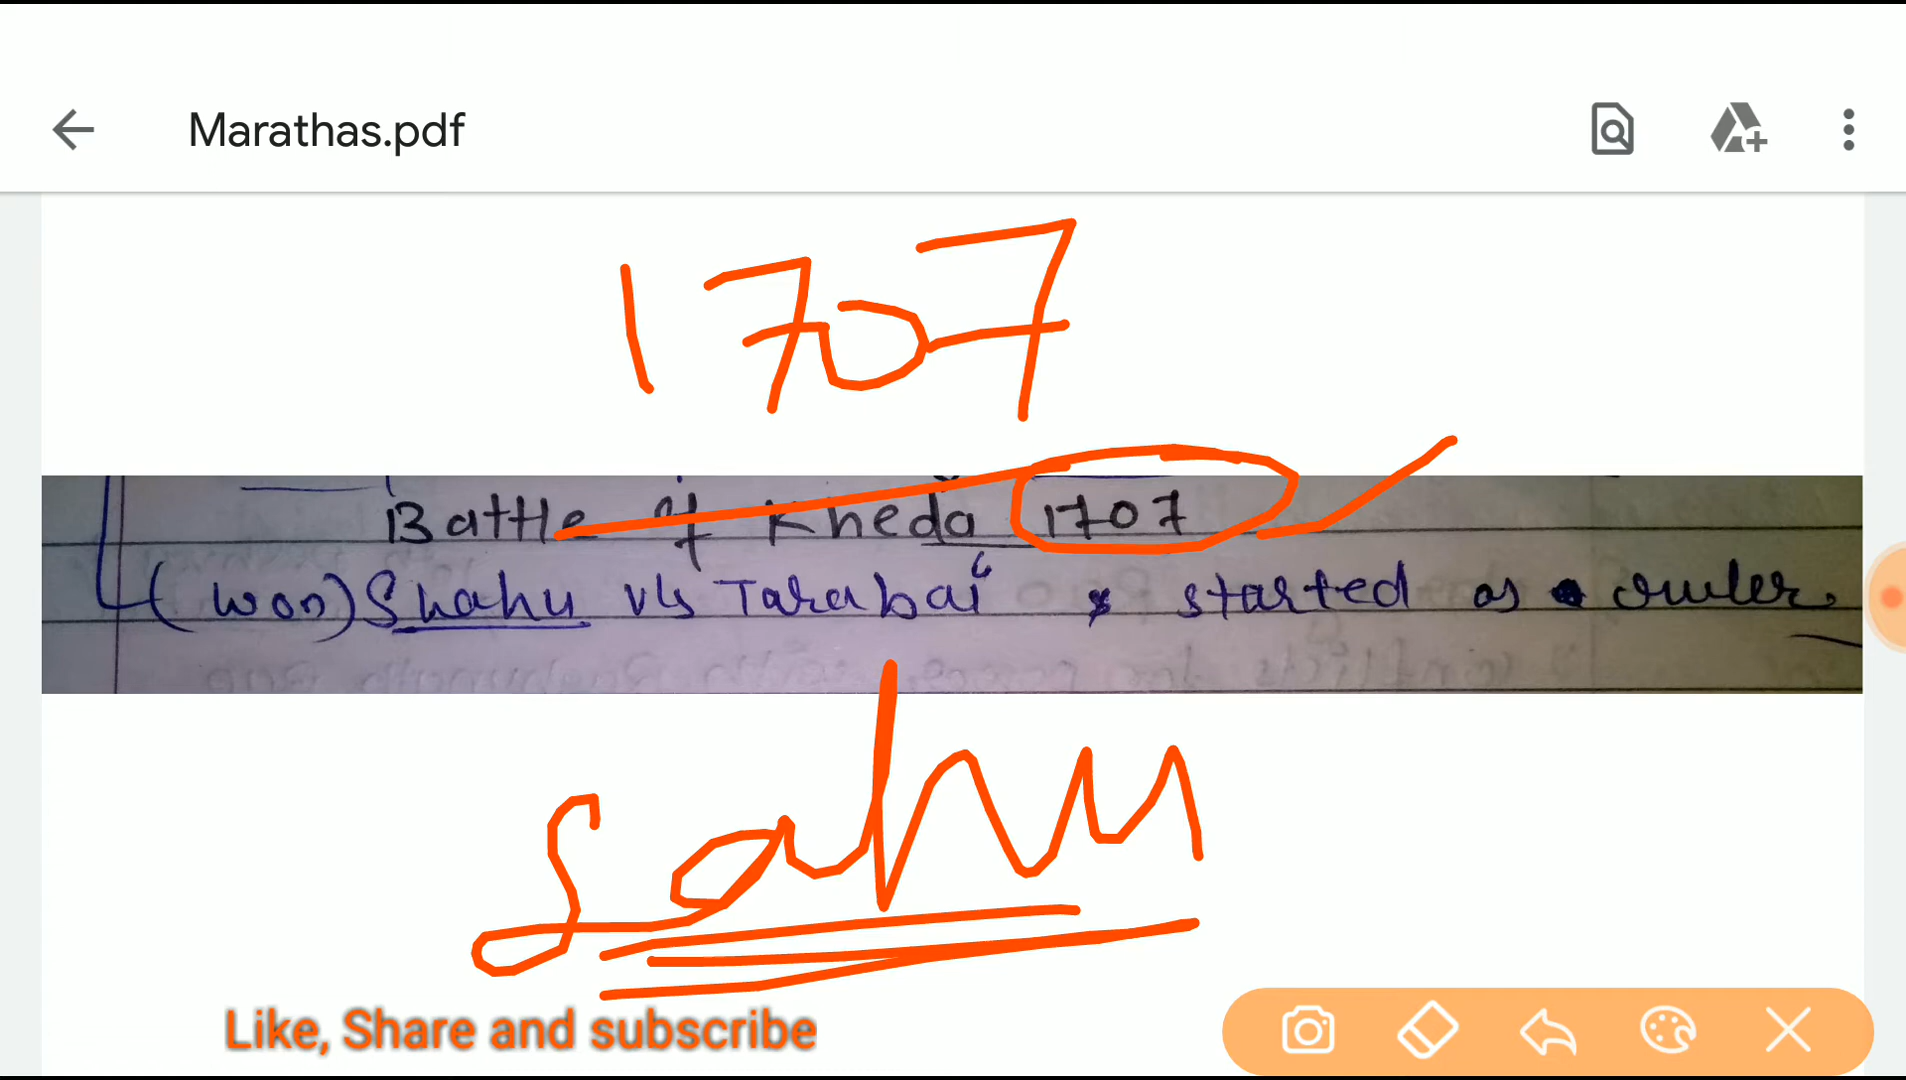 Marathas.pdf
1707
Battle of Kheda 1707
(won) Shahu v/s Tarabai & started as ruler.
Sahu
Like, Share and subscribe